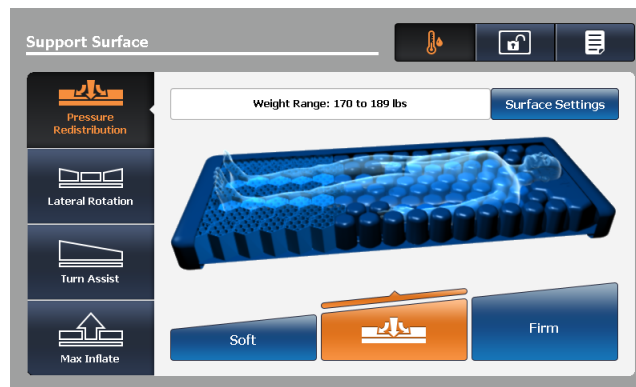 Support Surface
Pressure
Redistribution
Weight Range: 170 to 189 lbs
Surface Settings
Lateral Rotation
Turn Assist
Max Inflate
Soft
Firm